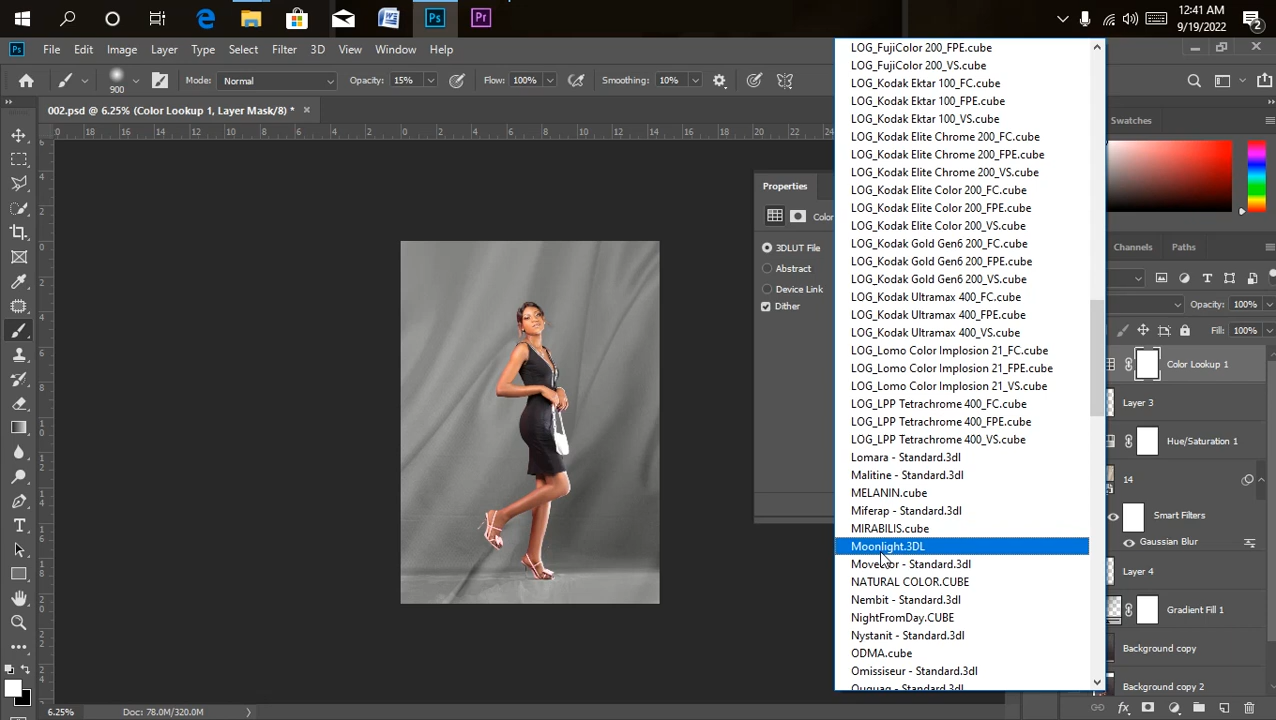 12:41 AM
9/19/2022
2
Ps
Pr
Ps
File Edit Image Layer Type Select Filter 3D View Window Help
900
Mode: Normal
Opacity: 15%
Flow: 100%
Smoothing: 10%
002.psd @ 6.25% (Color Lookup 1, Layer Mask/8) *
Properties
Color
3DLUT File
Abstract
Device Link
Dither
LOG_FujiColor 200_FPE.cube
LOG_FujiColor 200_VS.cube
LOG_Kodak Ektar 100_FC.cube
LOG_Kodak Ektar 100_FPE.cube
LOG_Kodak Ektar 100_VS.cube
LOG_Kodak Elite Chrome 200_FC.cube
LOG_Kodak Elite Chrome 200_FPE.cube
LOG_Kodak Elite Chrome 200_VS.cube
LOG_Kodak Elite Color 200_FC.cube
LOG_Kodak Elite Color 200_FPE.cube
LOG_Kodak Elite Color 200_VS.cube
LOG_Kodak Gold Gen6 200_FC.cube
LOG_Kodak Gold Gen6 200_FPE.cube
LOG_Kodak Gold Gen6 200_VS.cube
LOG_Kodak Ultramax 400_FC.cube
LOG_Kodak Ultramax 400_FPE.cube
LOG_Kodak Ultramax 400_VS.cube
LOG_Lomo Color Implosion 21_FC.cube
LOG_Lomo Color Implosion 21_FPE.cube
LOG_Lomo Color Implosion 21_VS.cube
LOG_LPP Tetrachrome 400_FC.cube
LOG_LPP Tetrachrome 400_FPE.cube
LOG_LPP Tetrachrome 400_VS.cube
Lomara - Standard.3dl
Malitine - Standard.3dl
MELANIN.cube
Miferap - Standard.3dl
MIRABILIS.cube
Moonlight.3DL
NATURAL COLOR.CUBE
Nembit - Standard.3dl
NightFromDay.CUBE
Nystanit - Standard.3dl
ODMA.cube
Omissiseur - Standard.3dl
Swatches
Channels
Paths
Opacity: 100%
Fill: 100%
Color Lookup 1
Layer 3
Hue/Saturation 1
14
Smart Filters
Gaussian Blur
Layer 4
Gradient Fill 1
Background copy
Background copy 2
6.25%
Doc: 78.0M/320.0M